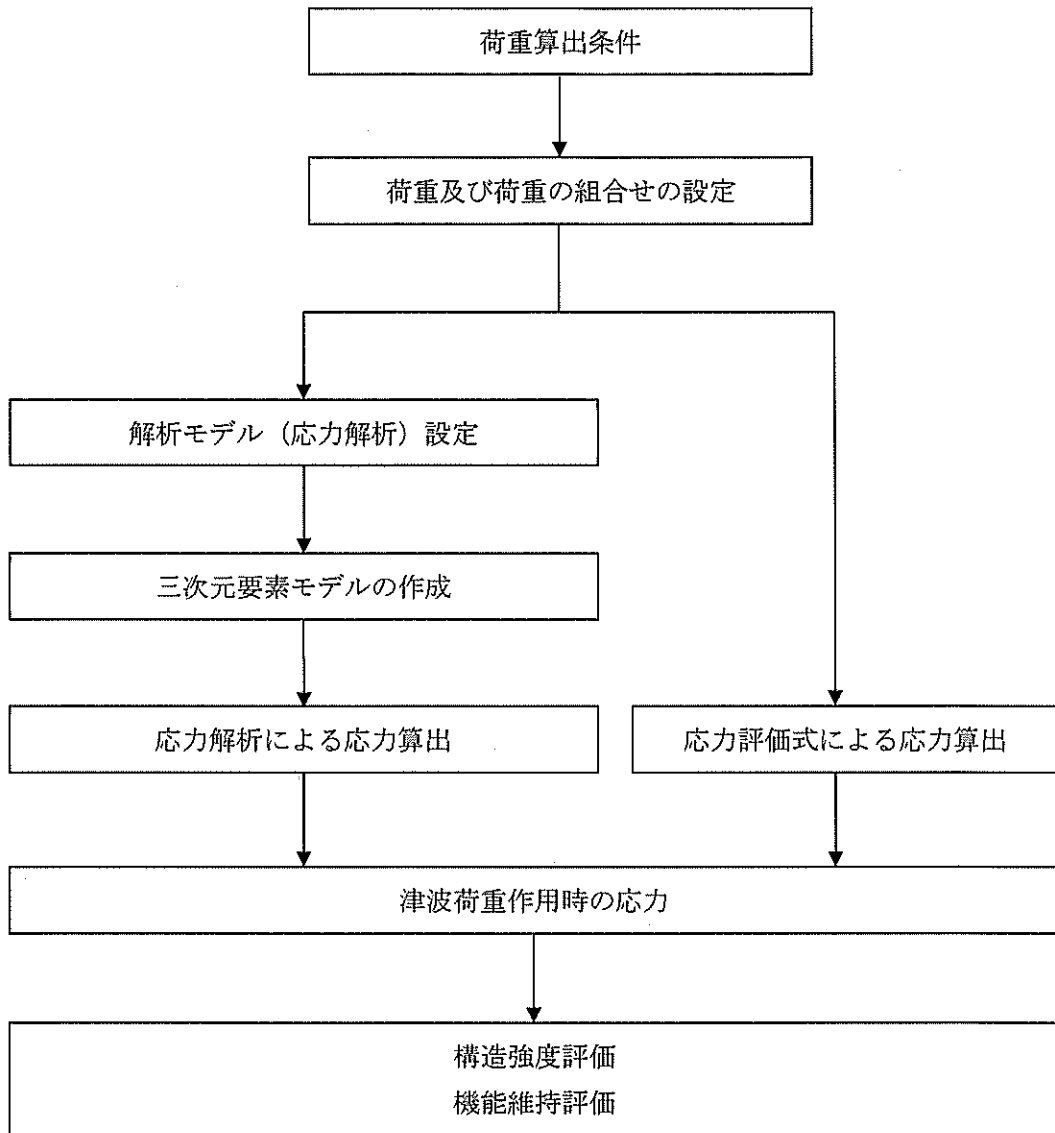 荷重算出条件
荷重及び荷重の組合せの設定
解析モデル（応力解析）設定
三次元要素モデルの作成
応力解析による応力算出
応力評価式による応力算出
津波荷重作用時の応力
構造強度評価
機能維持評価